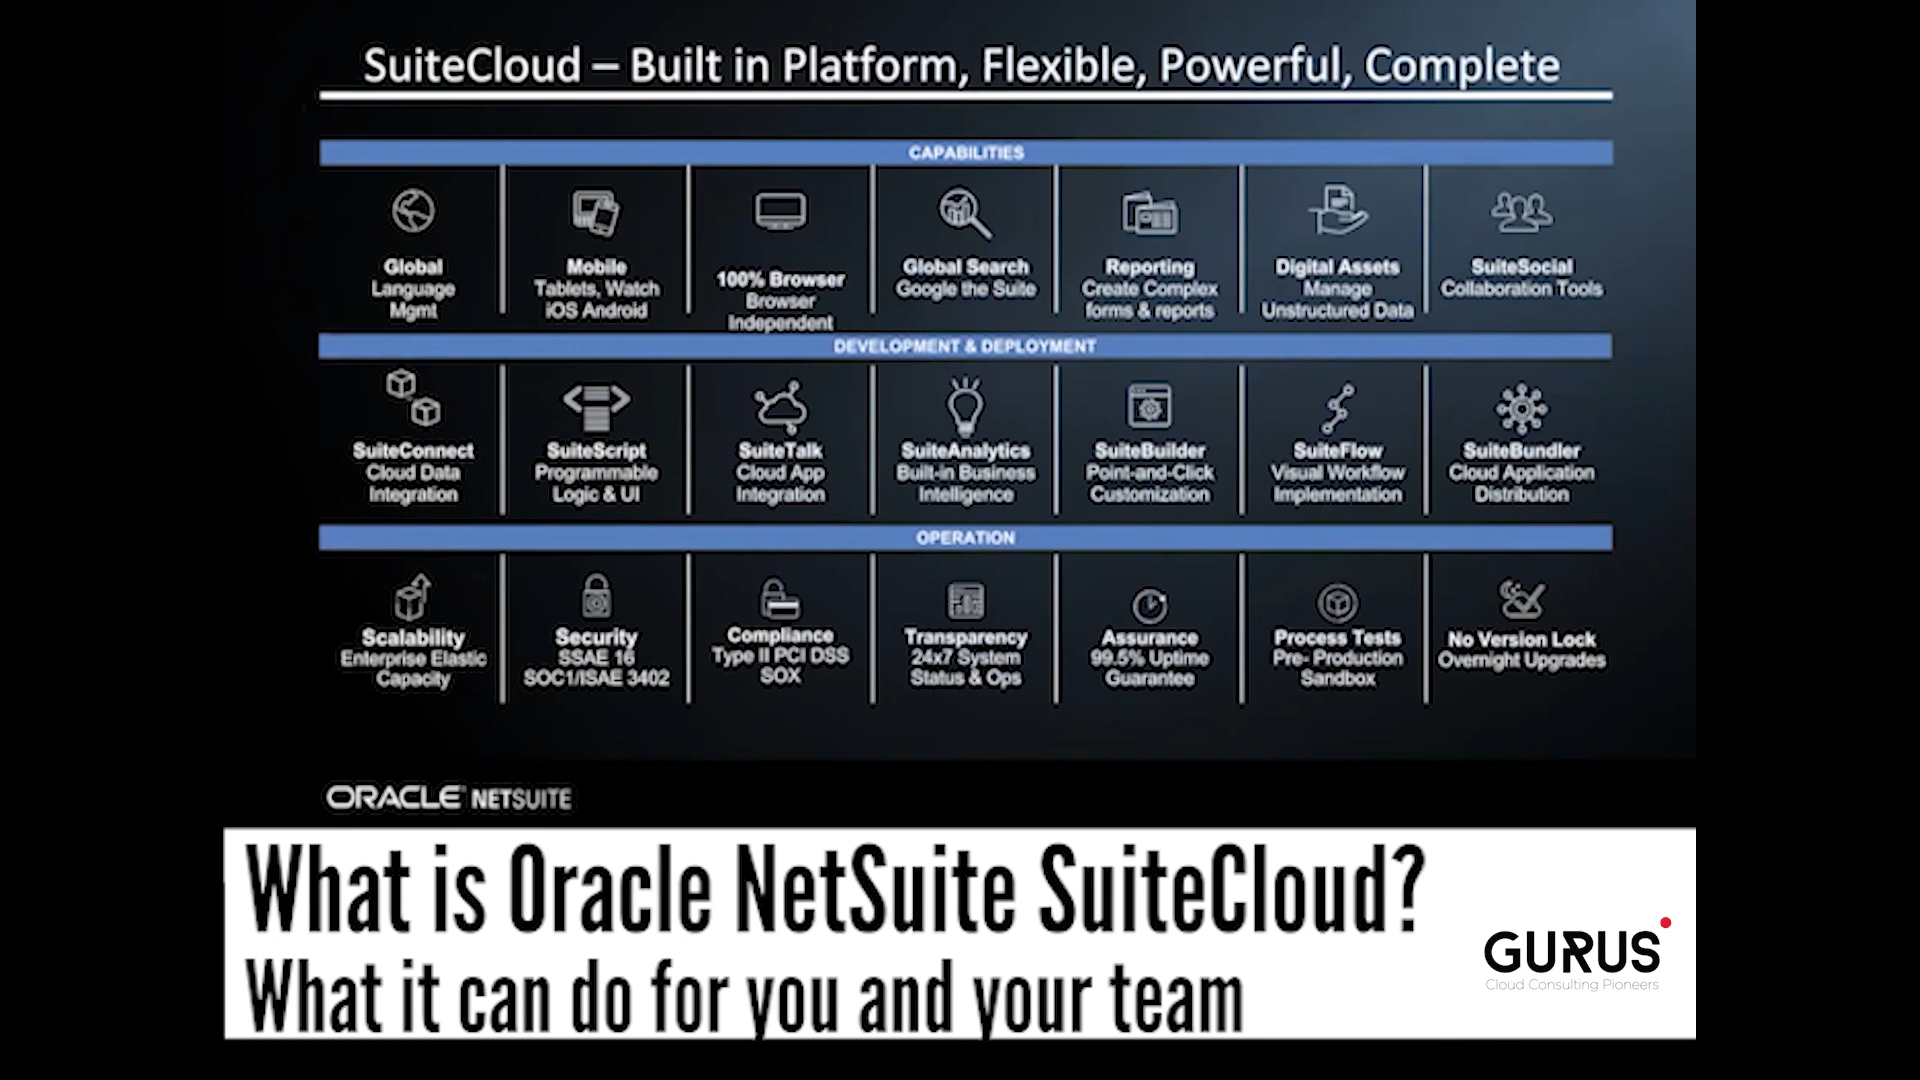 SuiteCloud – Built in Platform, Flexible, Powerful, Complete
CAPABILITIES
Global
Language
Mgmt
Mobile
Tablets, Watch
iOS Android
100% Browser
Browser
Independent
Global Search
Google the Suite
Reporting
Create Complex
forms & reports
Digital Assets
Manage
Unstructured Data
SuiteSocial
Collaboration Tools
DEVELOPMENT & DEPLOYMENT
SuiteConnect
Cloud Data
Integration
SuiteScript
Programmable
Logic & UI
SuiteTalk
Cloud App
Integration
SuiteAnalytics
Built-in Business
Intelligence
SuiteBuilder
Point-and-Click
Customization
SuiteFlow
Visual Workflow
Implementation
SuiteBundler
Cloud Application
Distribution
OPERATION
Scalability
Enterprise Elastic
Capacity
Security
SSAE 16
SOC1/ISAE 3402
Compliance
Type II PCI DSS
SOX
Transparency
24x7 System
Status & Ops
Assurance
99.5% Uptime
Guarantee
Process Tests
Pre- Production
Sandbox
No Version Lock
Overnight Upgrades
ORACLE NETSUITE
What is Oracle NetSuite SuiteCloud?
What it can do for you and your team
GURUS
Cloud Consulting Pioneers